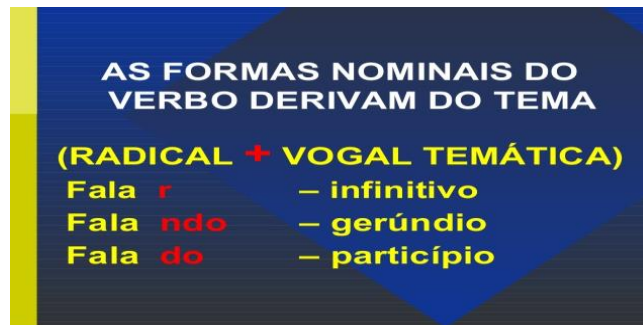 AS FORMAS NOMINAIS DO
VERBO DERIVAM DO TEMA
(RADICAL + VOGAL TEMÁTICA)
Fala r – infinitivo
Fala ndo – gerúndio
Fala do – particípio